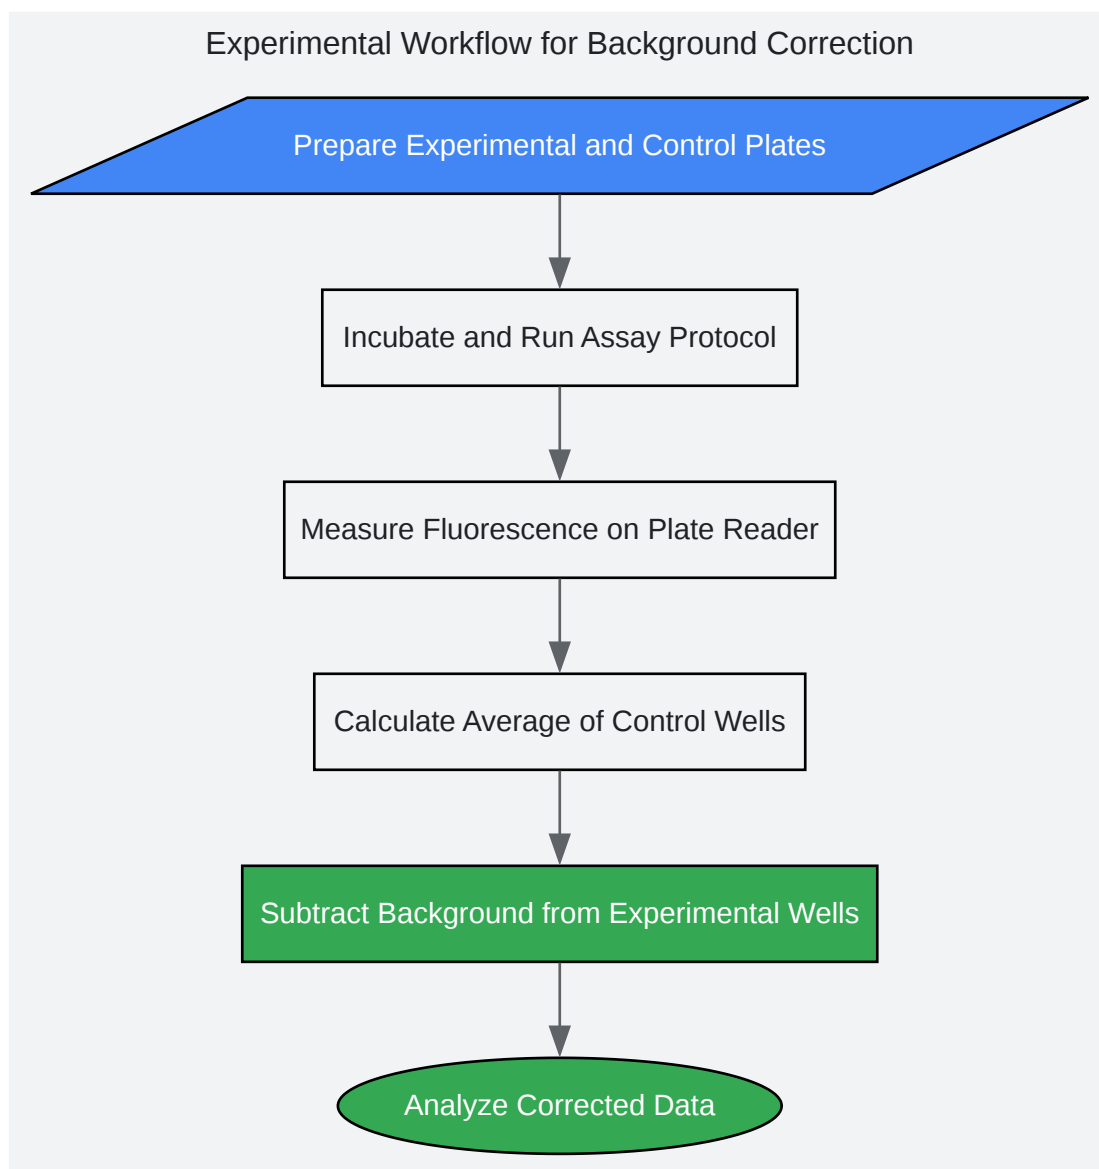 Experimental Workflow for Background Correction
Prepare Experimental and Control Plates
Incubate and Run Assay Protocol
Measure Fluorescence on Plate Reader
Calculate Average of Control Wells
Subtract Background from Experimental Wells
Analyze Corrected Data